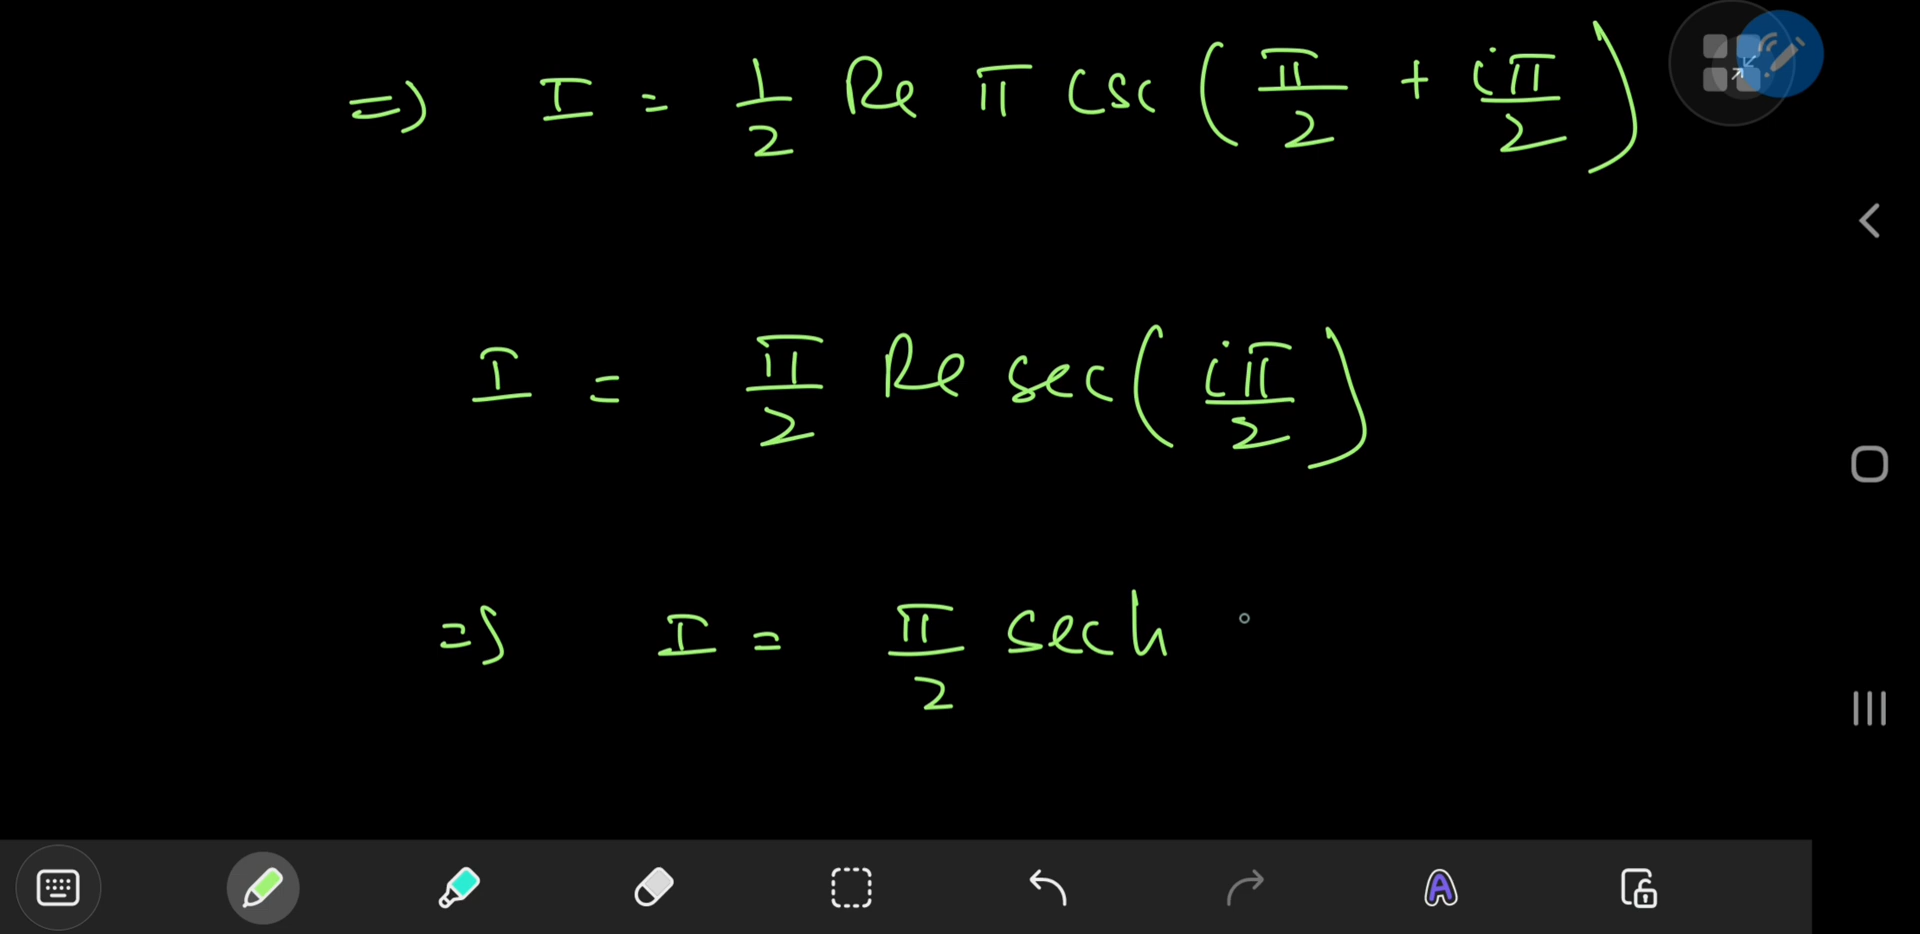 => I = 1/2 Re π csc(π/2 + iπ/2)
I = π/2 Re sec(iπ/2)
=> I = π/2 sech
A